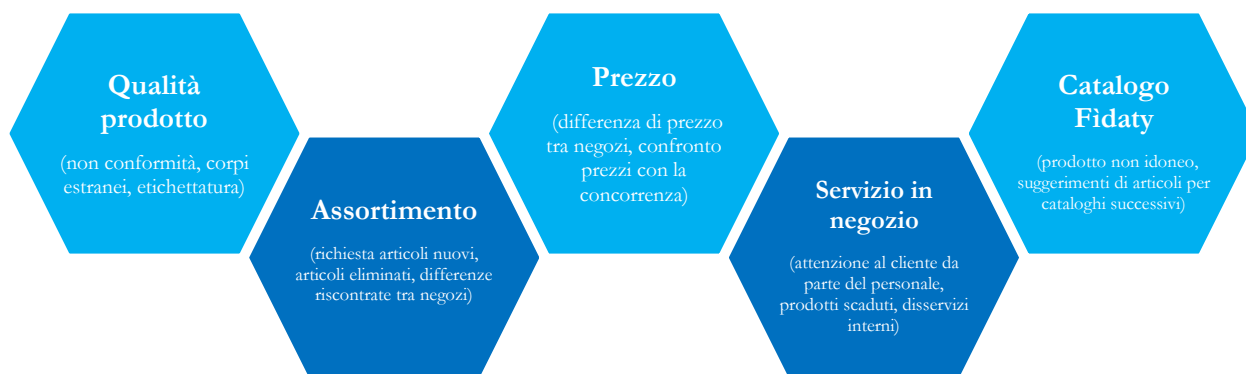 Qualità
prodotto
(non conformità, corpi
estranei, etichettatura)
Assortimento
(richiesta articoli nuovi,
articoli eliminati, differenze
riscontrate tra negozi)
Prezzo
(differenza di prezzo
tra negozi, confronto
prezzi con la
concorrenza)
Servizio in
negozio
(attenzione al cliente da
parte del personale,
prodotti scaduti, disservizi
interni)
Catalogo
Fìdaty
(prodotto non idoneo,
suggerimenti di articoli per
cataloghi successivi)